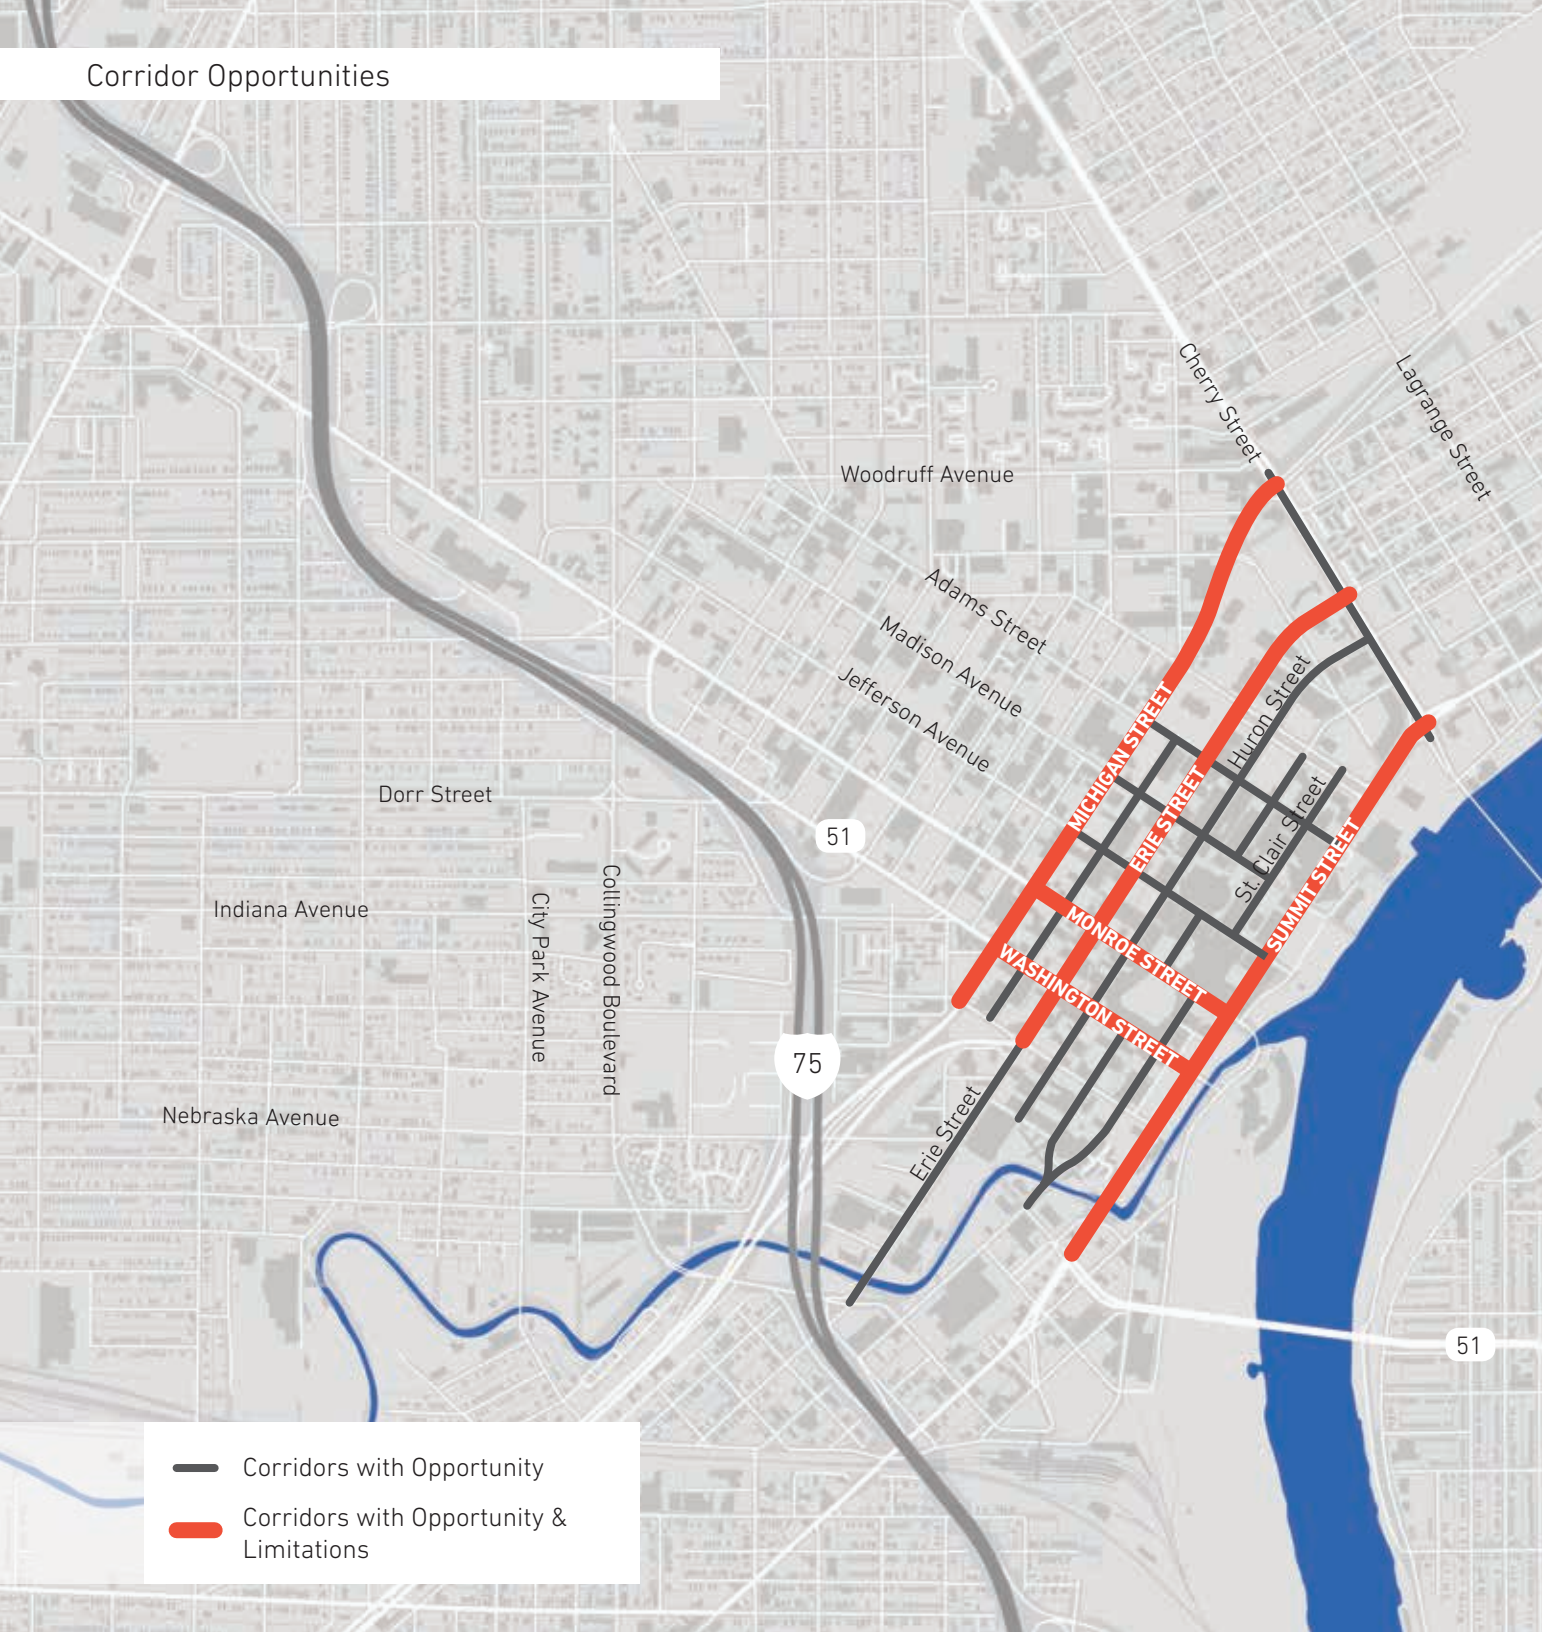 Corridor Opportunities
Cherry Street
Lagrange Street
Woodruff Avenue
Adams Street
Madison Avenue
Jefferson Avenue
Huron Street
MICHIGAN STREET
ERIE STREET
St. Clair Street
SUMMIT STREET
Dorr Street
51
Indiana Avenue
City Park Avenue
Collingwood Boulevard
MONROE STREET
WASHINGTON STREET
75
Nebraska Avenue
Erie Street
51
Corridors with Opportunity
Corridors with Opportunity &
Limitations